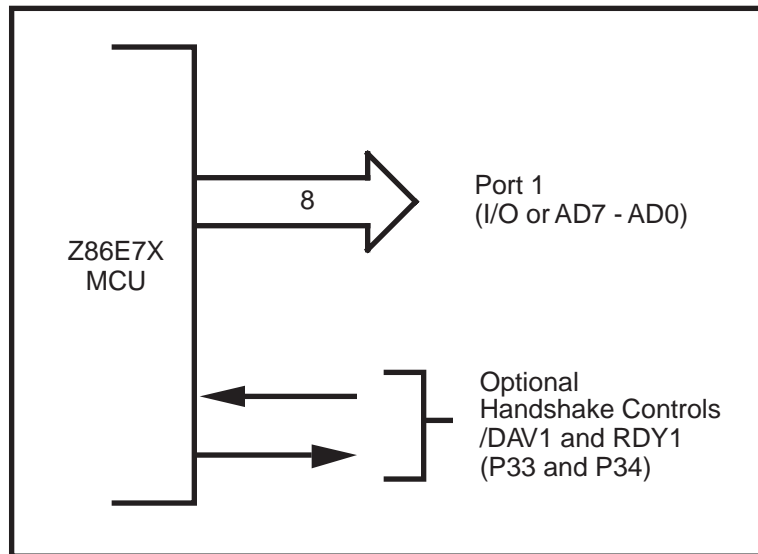 Z86E7X
MCU
8
Port 1
(I/O or AD7 - AD0)
Optional
Handshake Controls
/DAV1 and RDY1
(P33 and P34)